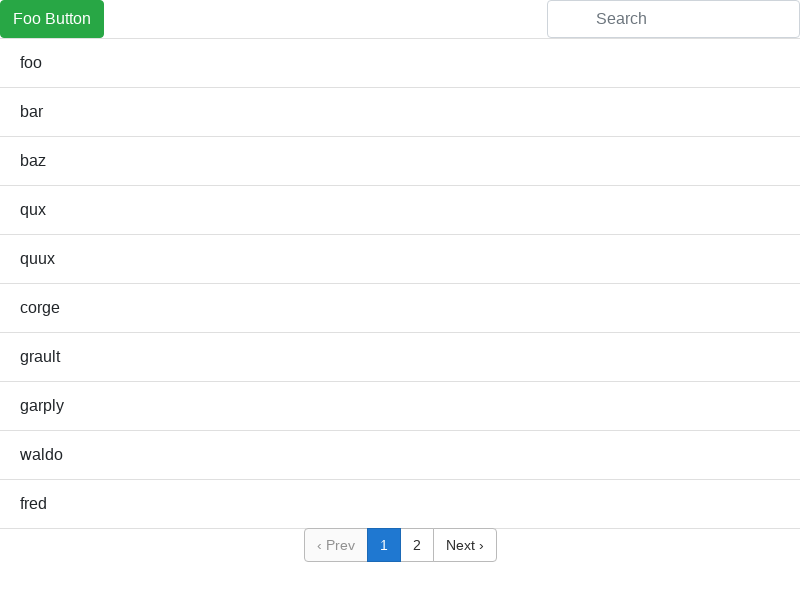 Foo Button Search
foo
bar
baz
qux
quux
corge
grault
garply
waldo
fred
‹ Prev 1 2 Next ›